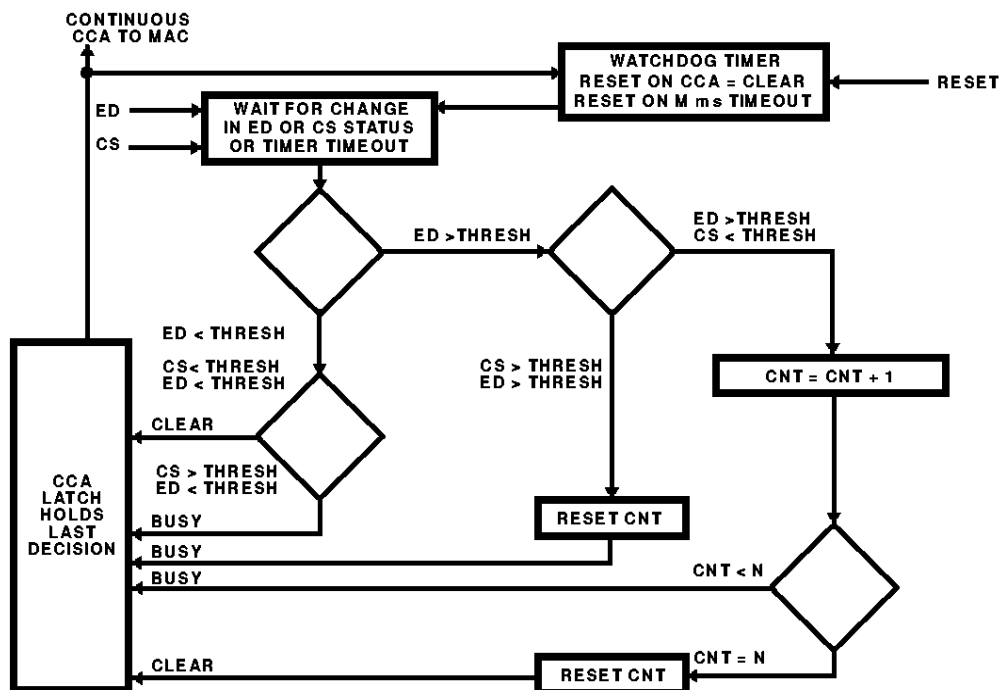 CONTINUOUS
CCA TO MAC
WATCHDOG TIMER
RESET ON CCA = CLEAR
RESET ON M ms TIMEOUT
RESET
ED
CS
WAIT FOR CHANGE
IN ED OR CS STATUS
OR TIMER TIMEOUT
ED >THRESH
ED >THRESH
CS < THRESH
ED < THRESH
CS< THRESH
ED < THRESH
CS > THRESH
ED > THRESH
CNT = CNT + 1
CLEAR
CS > THRESH
ED < THRESH
CCA
LATCH
HOLDS
LAST
DECISION
BUSY
RESET CNT
BUSY
BUSY
CNT < N
CLEAR
RESET CNT
CNT = N